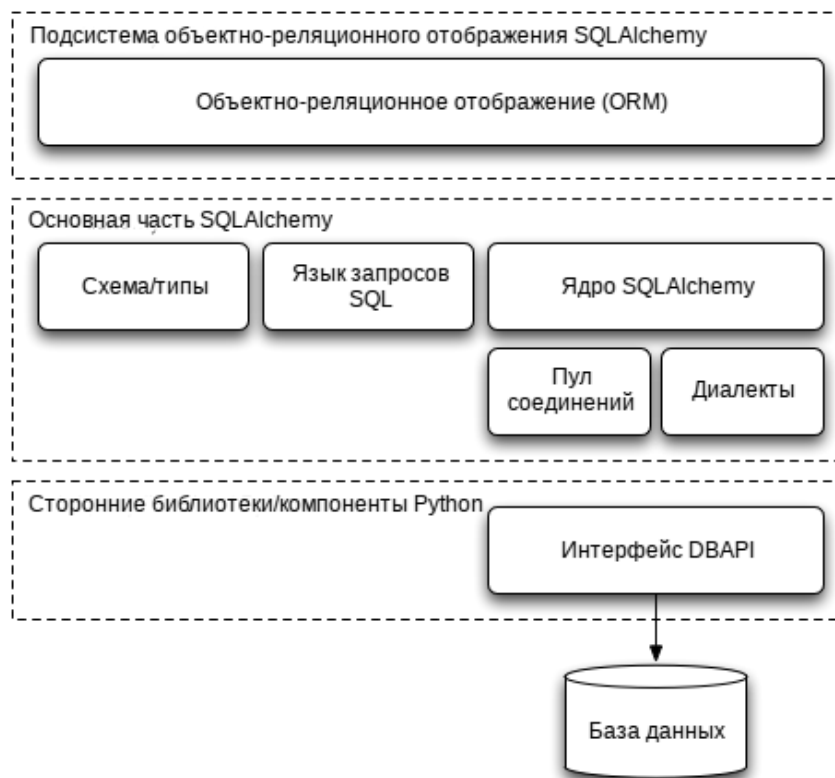 Подсистема объектно-реляционного отображения SQLAlchemy
Объектно-реляционное отображение (ORM)
Основная часть SQLAlchemy
Схема/типы
Язык запросов
SQL
Ядро SQLAlchemy
Пул
соединений
Диалекты
Сторонние библиотеки/компоненты Python
Интерфейс DBAPI
База данных